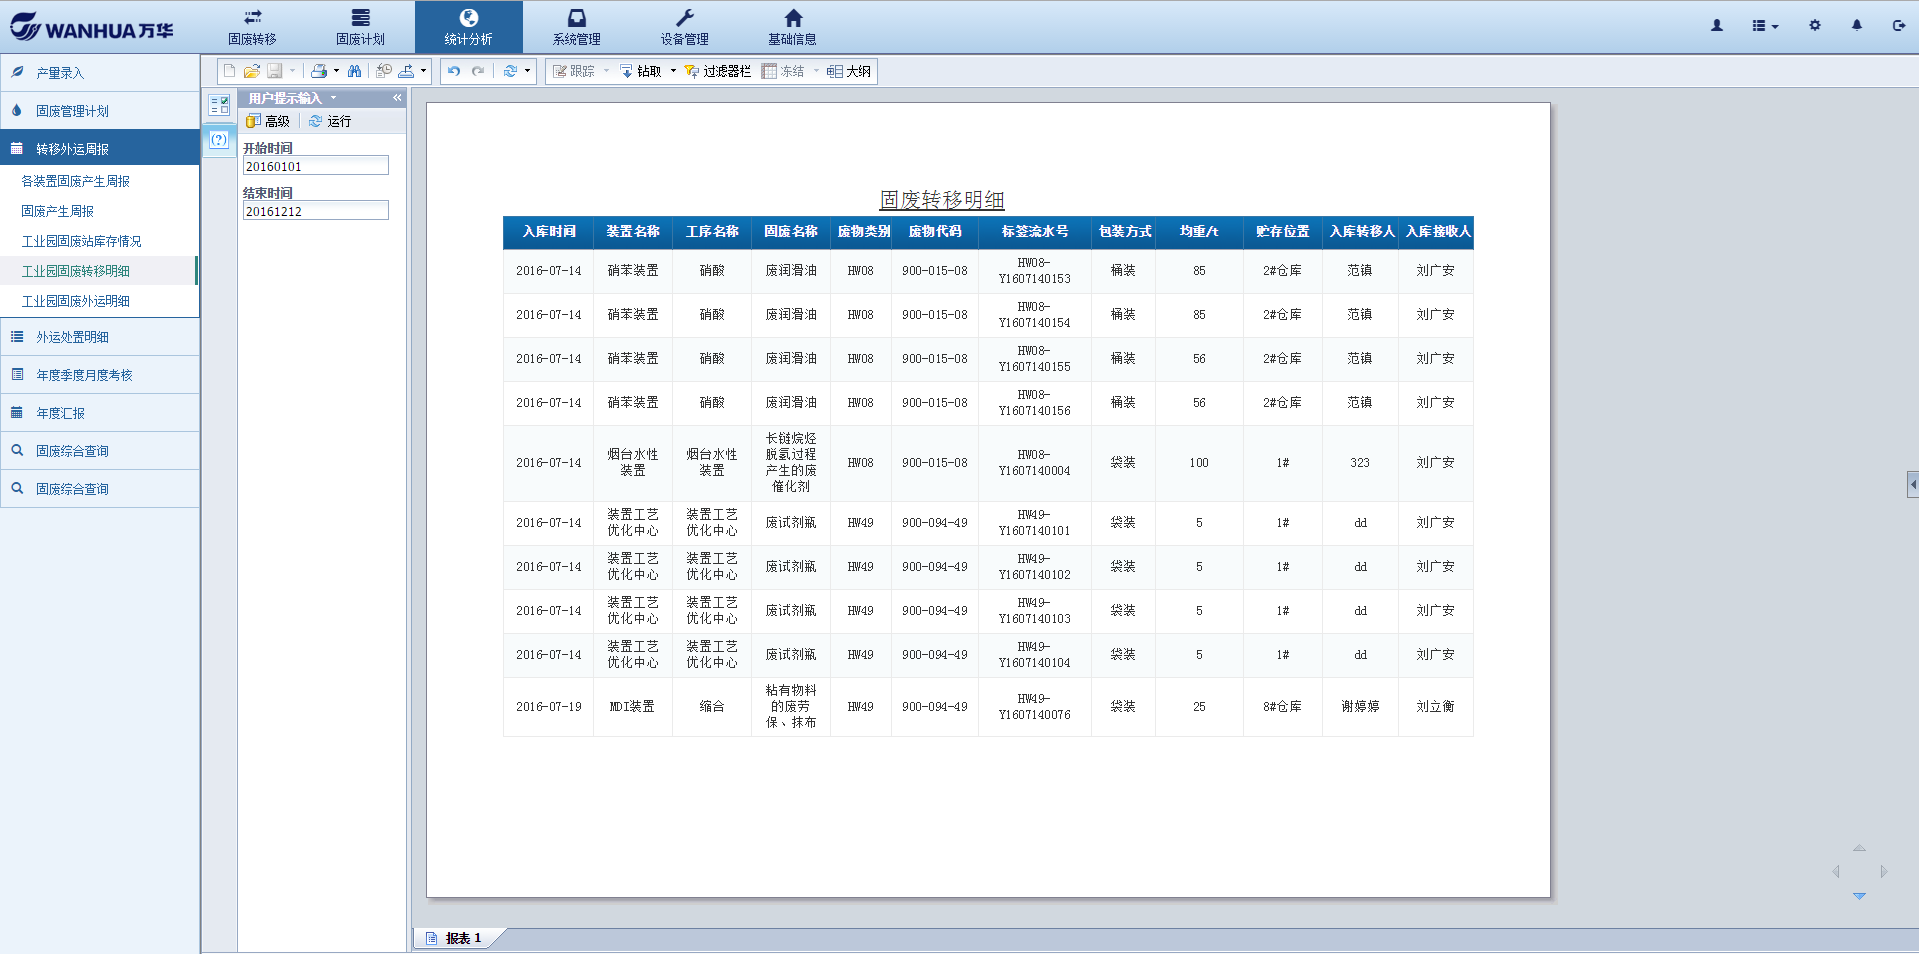 WANHUA万华
固废转移
固废计划
统计分析
系统管理
设备管理
基础信息
产量录入
固废管理计划
转移外运周报
各装置固废产生周报
固废产生周报
工业园固废站库存情况
工业园固废转移明细
工业园固废外运明细
外运处置明细
年度季度月度考核
年度汇报
固废综合查询
固废综合查询
跟踪 钻取 过滤器栏 冻结 大纲
用户提示输入
高级 运行
开始时间
20160101
结束时间
20161212
固废转移明细
入库时间 装置名称 工序名称 固废名称 废物类别 废物代码 标签流水号 包装方式 均重/t 贮存位置 入库转移人 入库接收人
2016-07-14 硝苯装置 硝酸 废润滑油 HW08 900-015-08 HW08-Y1607140153 桶装 85 2#仓库 范镇 刘广安
2016-07-14 硝苯装置 硝酸 废润滑油 HW08 900-015-08 HW08-Y1607140154 桶装 85 2#仓库 范镇 刘广安
2016-07-14 硝苯装置 硝酸 废润滑油 HW08 900-015-08 HW08-Y1607140155 桶装 56 2#仓库 范镇 刘广安
2016-07-14 硝苯装置 硝酸 废润滑油 HW08 900-015-08 HW08-Y1607140156 桶装 56 2#仓库 范镇 刘广安
2016-07-14 烟台水性装置 烟台水性装置 长链烷烃脱氢过程产生的废催化剂 HW08 900-015-08 HW08-Y1607140004 袋装 100 1# 323 刘广安
2016-07-14 装置工艺优化中心 装置工艺优化中心 废试剂瓶 HW49 900-094-49 HW49-Y1607140101 袋装 5 1# dd 刘广安
2016-07-14 装置工艺优化中心 装置工艺优化中心 废试剂瓶 HW49 900-094-49 HW49-Y1607140102 袋装 5 1# dd 刘广安
2016-07-14 装置工艺优化中心 装置工艺优化中心 废试剂瓶 HW49 900-094-49 HW49-Y1607140103 袋装 5 1# dd 刘广安
2016-07-14 装置工艺优化中心 装置工艺优化中心 废试剂瓶 HW49 900-094-49 HW49-Y1607140104 袋装 5 1# dd 刘广安
2016-07-19 MDI装置 缩合 粘有物料的废劳保、抹布 HW49 900-094-49 HW49-Y1607140076 袋装 25 8#仓库 谢婷婷 刘立衡
报表 1